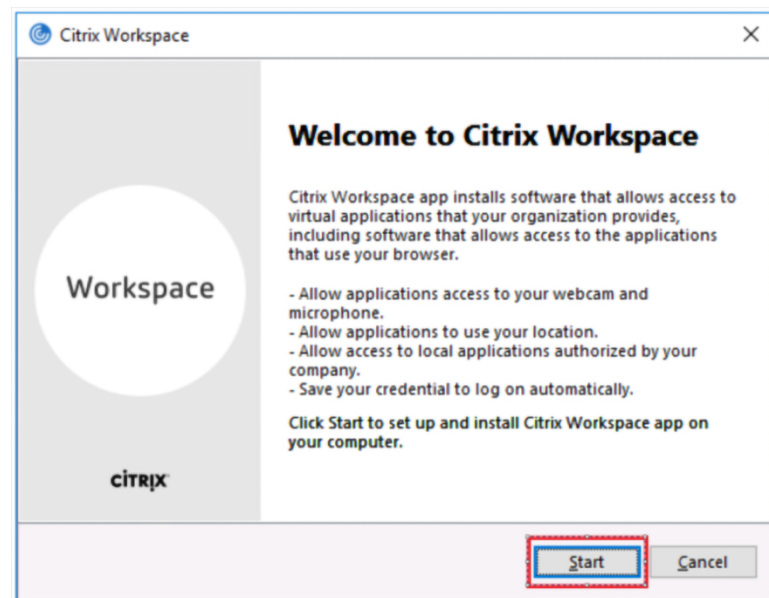 Citrix Workspace
Welcome to Citrix Workspace
Citrix Workspace app installs software that allows access to
virtual applications that your organization provides,
including software that allows access to the applications
that use your browser.
- Allow applications access to your webcam and
microphone.
- Allow applications to use your location.
- Allow access to local applications authorized by your
company.
- Save your credential to log on automatically.
Click Start to set up and install Citrix Workspace app on
your computer.
Workspace
CİTRİX
Start
Cancel